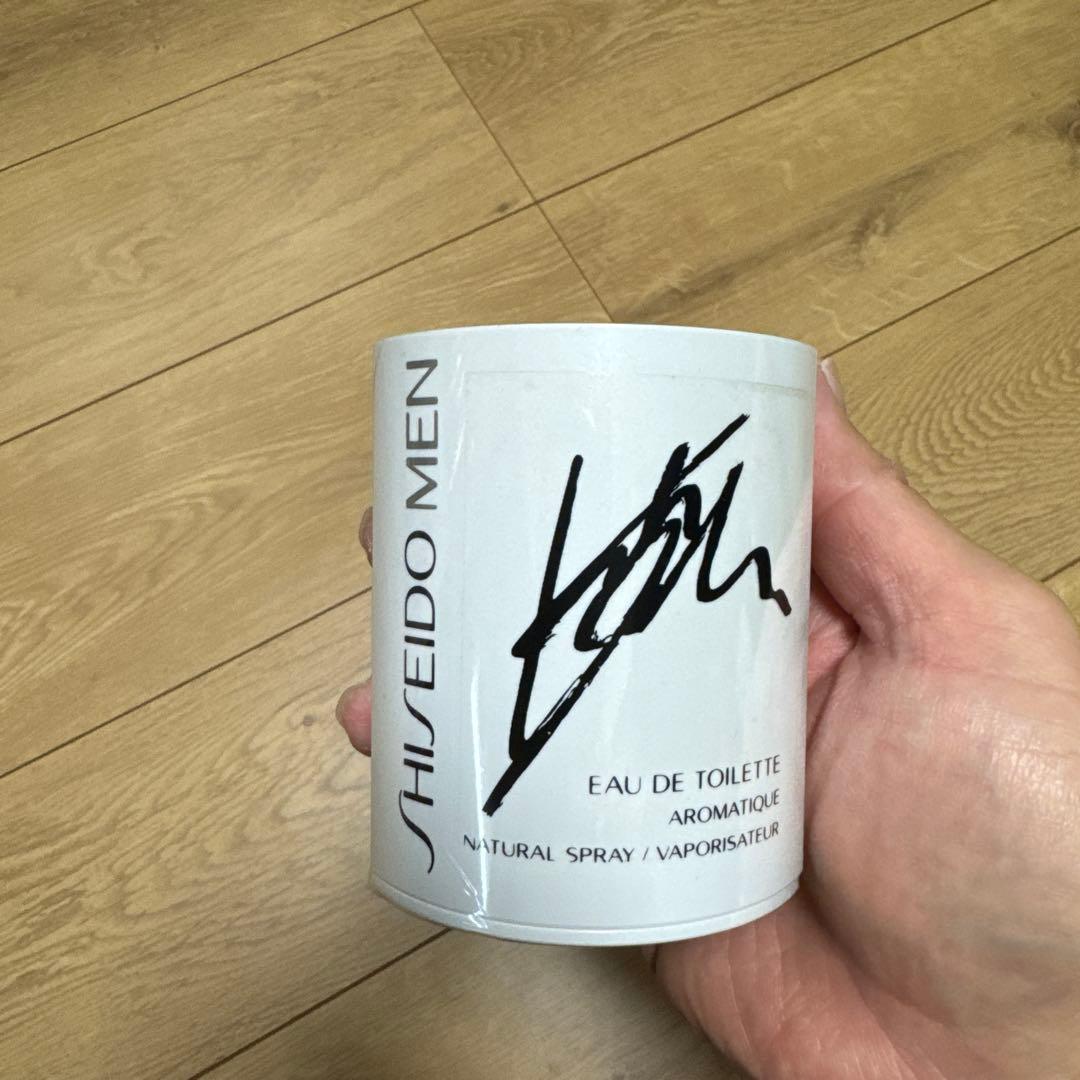 SHISEIDO MEN
EAU DE TOILETTE
AROMATIQUE
NATURAL SPRAY / VAPORISATEUR